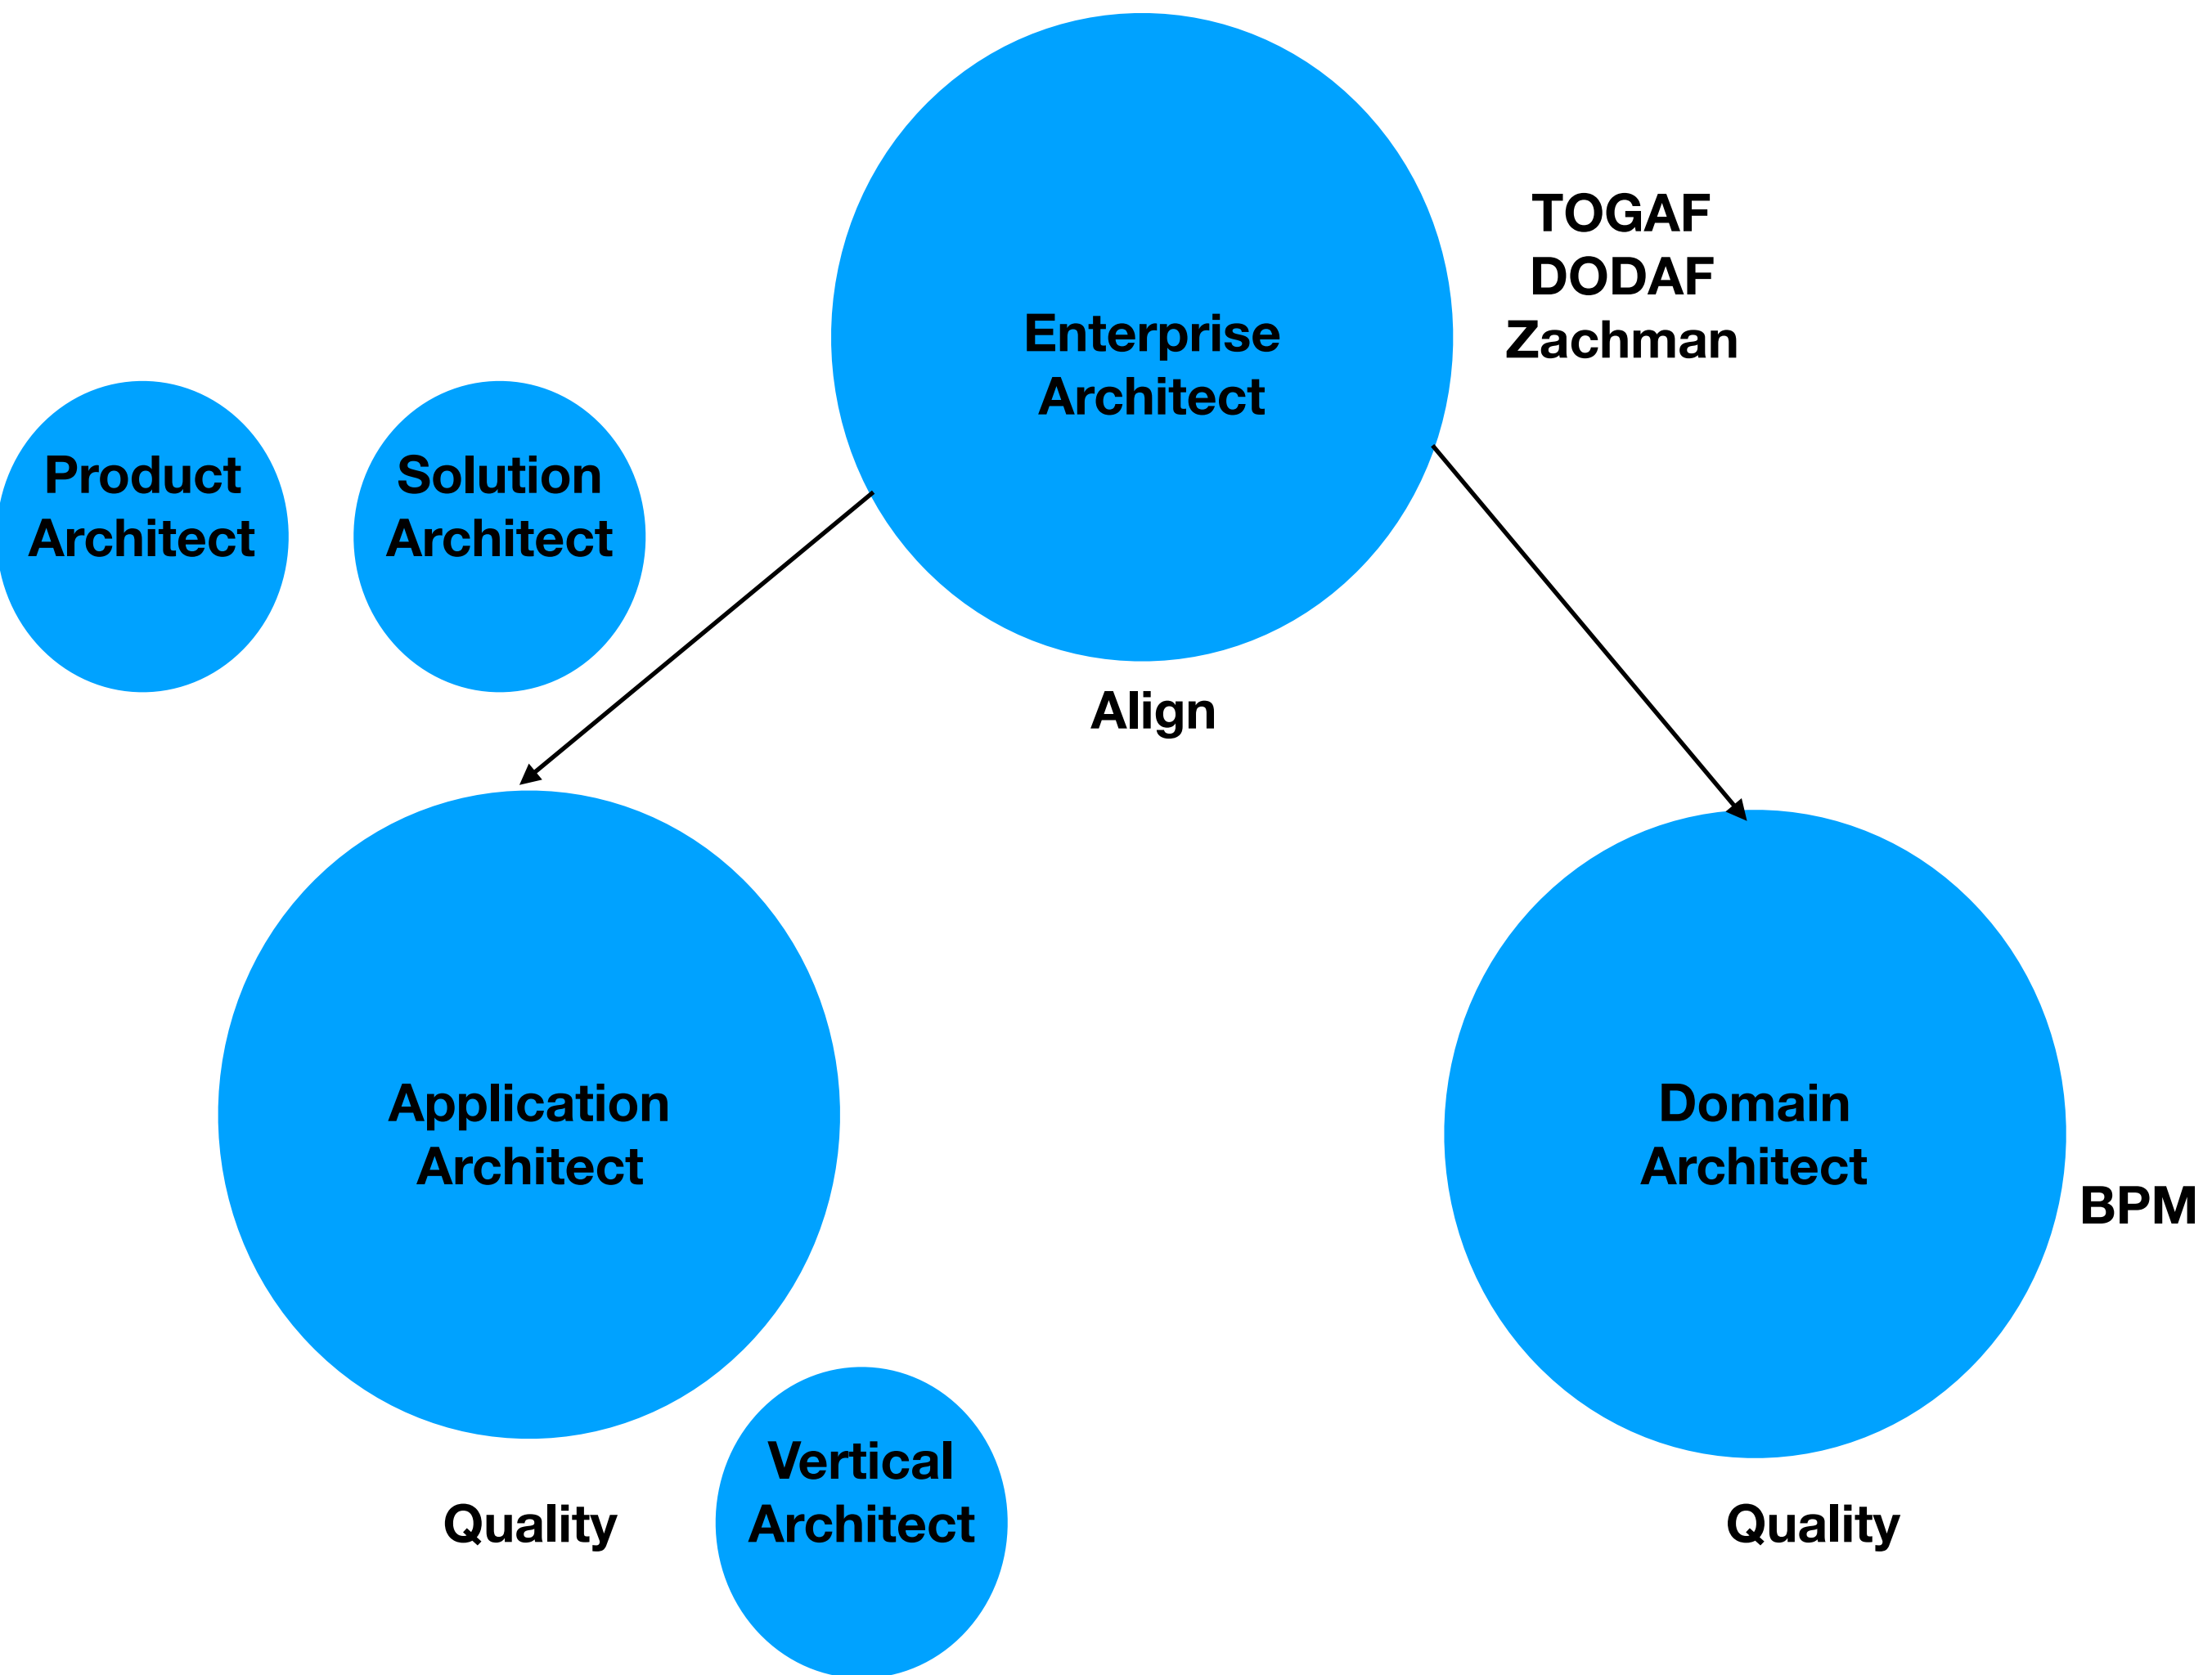 TOGAF
DODAF
Zachman
Enterprise
Architect
Product
Architect
Solution
Architect
Align
Application
Architect
Domain
Architect
BPM
Vertical
Architect
Quality
Quality